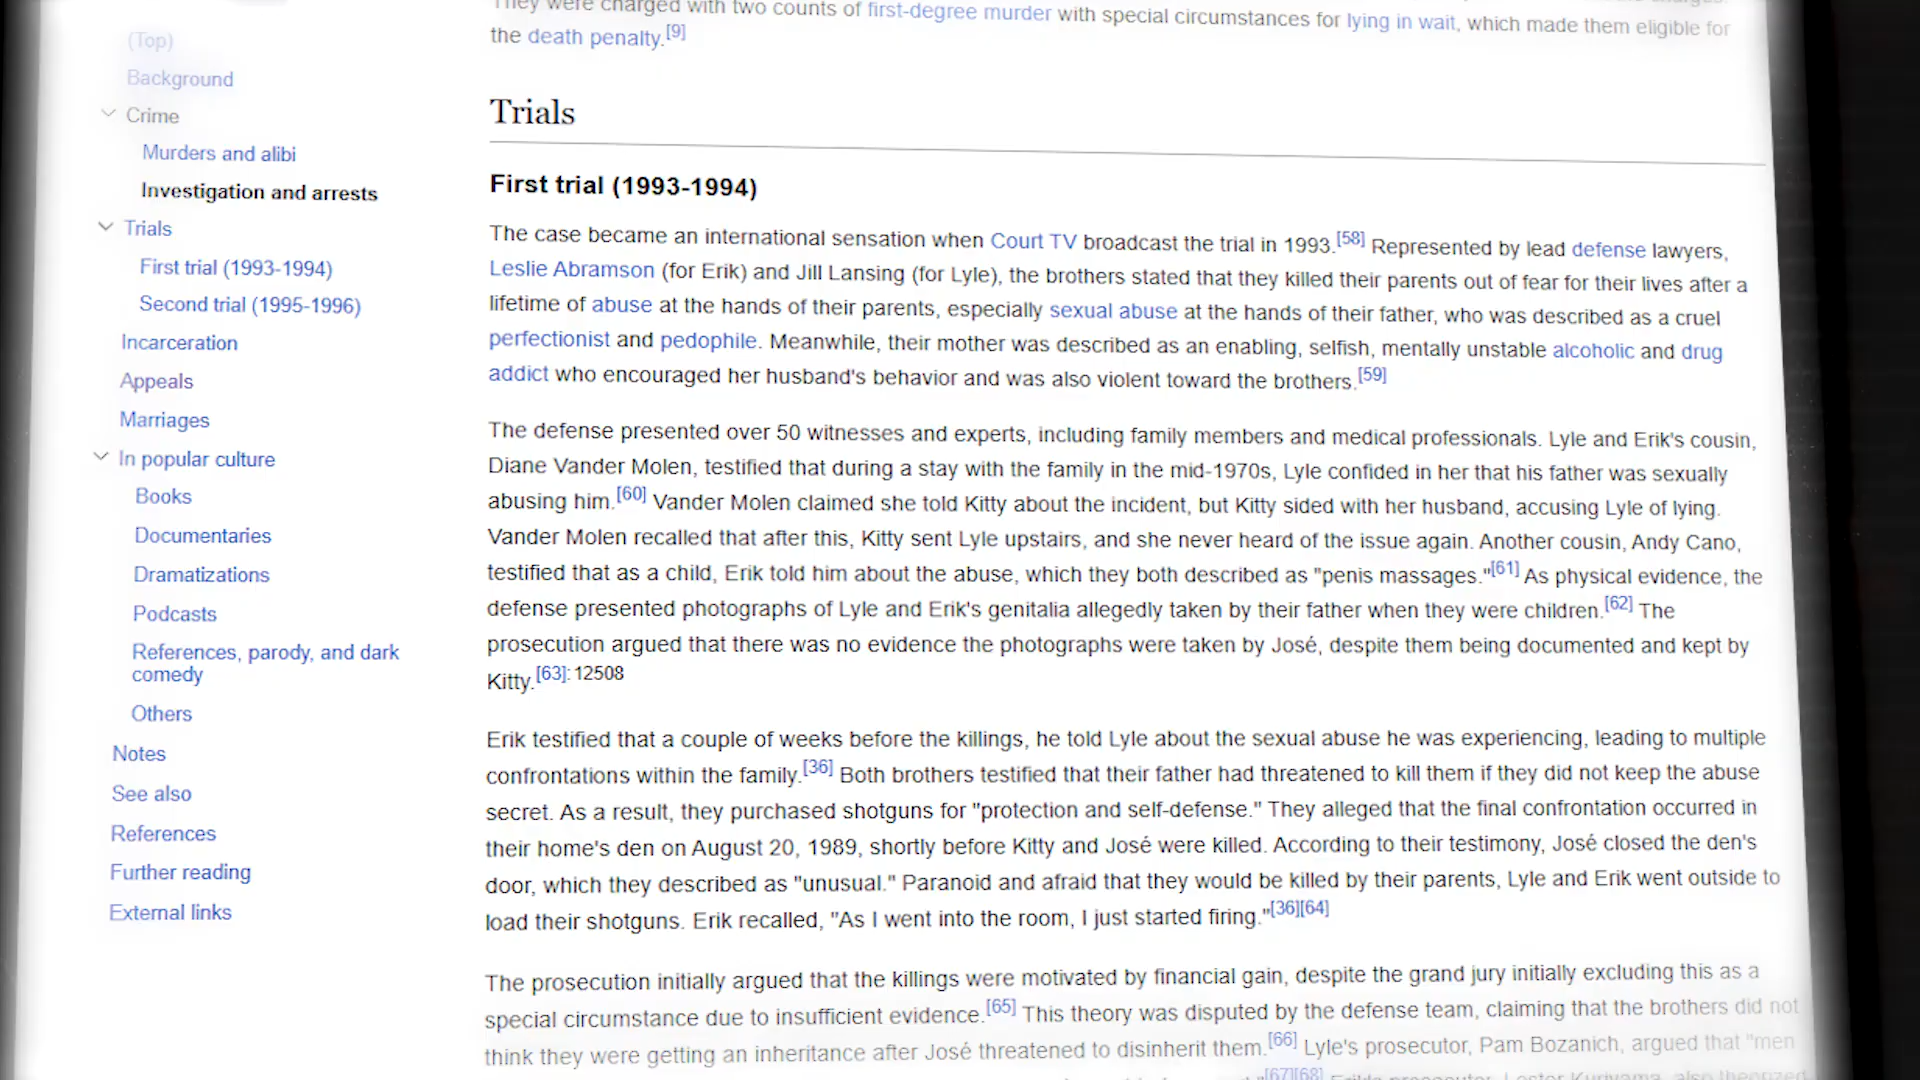 (Top)
Background
Crime
Murders and alibi
Investigation and arrests
Trials
First trial (1993-1994)
Second trial (1995-1996)
Incarceration
Appeals
Marriages
In popular culture
Books
Documentaries
Dramatizations
Podcasts
References, parody, and dark
comedy
Others
Notes
See also
References
Further reading
External links
They were charged with two counts of first-degree murder with special circumstances for lying in wait, which made them eligible for
the death penalty.[9]
Trials
First trial (1993-1994)
The case became an international sensation when Court TV broadcast the trial in 1993.[58] Represented by lead defense lawyers,
Leslie Abramson (for Erik) and Jill Lansing (for Lyle), the brothers stated that they killed their parents out of fear for their lives after a
lifetime of abuse at the hands of their parents, especially sexual abuse at the hands of their father, who was described as a cruel
perfectionist and pedophile. Meanwhile, their mother was described as an enabling, selfish, mentally unstable alcoholic and drug
addict who encouraged her husband's behavior and was also violent toward the brothers.[59]
The defense presented over 50 witnesses and experts, including family members and medical professionals. Lyle and Erik's cousin,
Diane Vander Molen, testified that during a stay with the family in the mid-1970s, Lyle confided in her that his father was sexually
abusing him.[60] Vander Molen claimed she told Kitty about the incident, but Kitty sided with her husband, accusing Lyle of lying.
Vander Molen recalled that after this, Kitty sent Lyle upstairs, and she never heard of the issue again. Another cousin, Andy Cano,
testified that as a child, Erik told him about the abuse, which they both described as "penis massages."[61] As physical evidence, the
defense presented photographs of Lyle and Erik's genitalia allegedly taken by their father when they were children.[62] The
prosecution argued that there was no evidence the photographs were taken by José, despite them being documented and kept by
Kitty.[63]: 12508
Erik testified that a couple of weeks before the killings, he told Lyle about the sexual abuse he was experiencing, leading to multiple
confrontations within the family.[36] Both brothers testified that their father had threatened to kill them if they did not keep the abuse
secret. As a result, they purchased shotguns for "protection and self-defense." They alleged that the final confrontation occurred in
their home's den on August 20, 1989, shortly before Kitty and José were killed. According to their testimony, José closed the den's
door, which they described as "unusual." Paranoid and afraid that they would be killed by their parents, Lyle and Erik went outside to
load their shotguns. Erik recalled, "As I went into the room, I just started firing."[36][64]
The prosecution initially argued that the killings were motivated by financial gain, despite the grand jury initially excluding this as a
special circumstance due to insufficient evidence.[65] This theory was disputed by the defense team, claiming that the brothers did not
think they were getting an inheritance after José threatened to disinherit them.[66] Lyle's prosecutor, Pam Bozanich, argued that "men
[67][68]